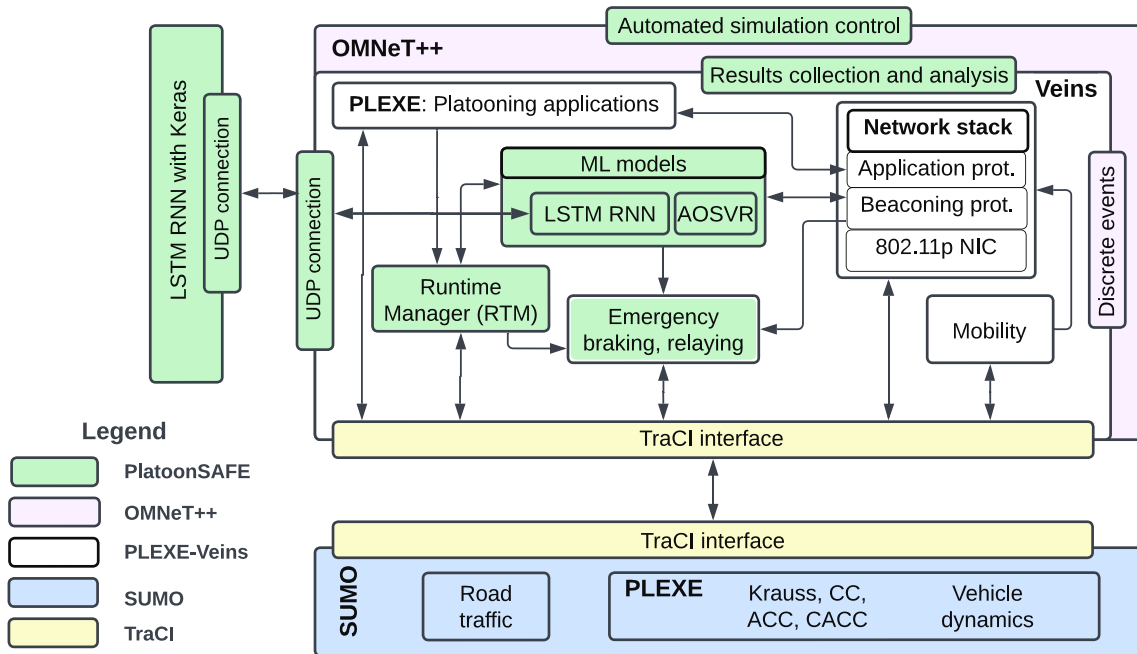 Automated simulation control
OMNeT++
Results collection and analysis
Veins
PLEXE: Platooning applications
Network stack
Application prot.
Beaconing prot.
802.11p NIC
ML models
LSTM RNN
AOSVR
LSTM RNN with Keras
UDP connection
UDP connection
Discrete events
Runtime
Manager (RTM)
Emergency
braking, relaying
Mobility
TraCI interface
Legend
PlatoonSAFE
OMNeT++
PLEXE-Veins
SUMO
TraCI
TraCI interface
SUMO
Road
traffic
PLEXE
Krauss, CC,
ACC, CACC
Vehicle
dynamics